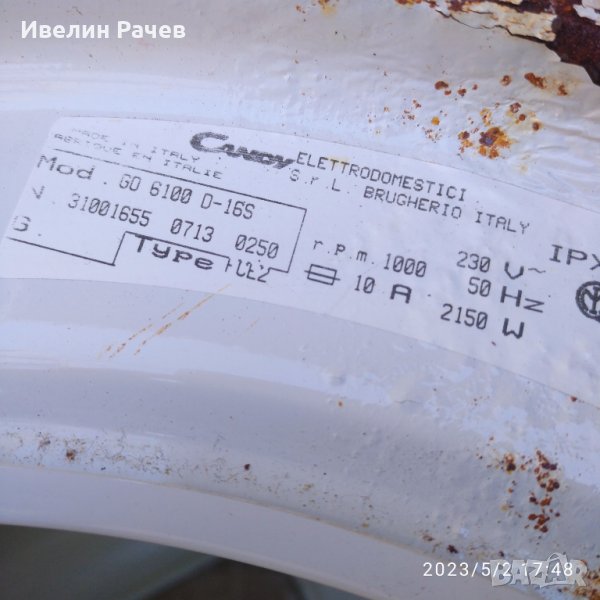 Ивелин Рачев
MADE IN ITALY
FABRIQUE EN ITALIE
CANDY ELETTRODOMESTICI
S.r.L. BRUGHERIO ITALY
Mod. GO 6100 D-16S
N. 31001655 0713 0250
G.
Type
r.p.m. 1000 230 V~
10 A 50 Hz
2150 W
IPX
2023/5/2 17:48
BAZAR